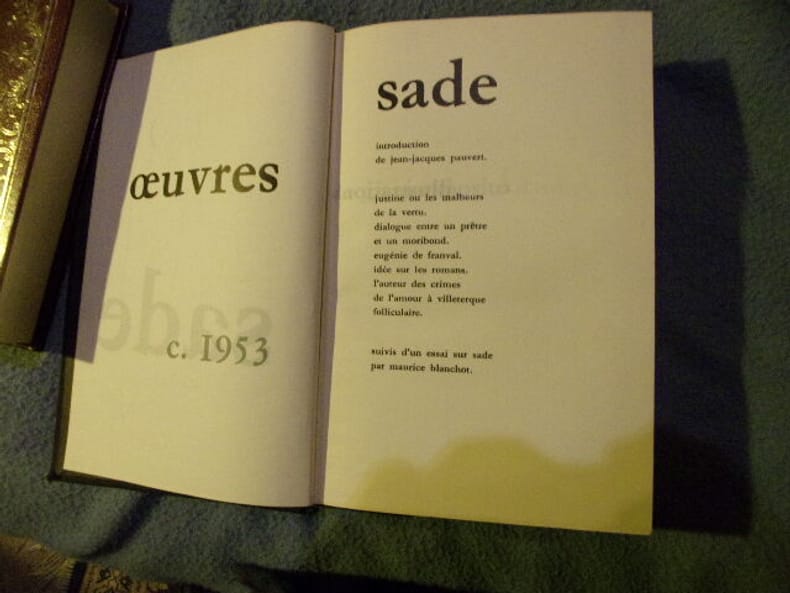 œuvres
c. 1953
sade
introduction
de jean-jacques pauvert.
justine ou les malheurs
de la vertu.
dialogue entre un prêtre
et un moribond.
eugénie de franval.
idée sur les romans.
l'auteur des crimes
de l'amour à villeterque
folliculaire.
suivis d'un essai sur sade
par maurice blanchot.